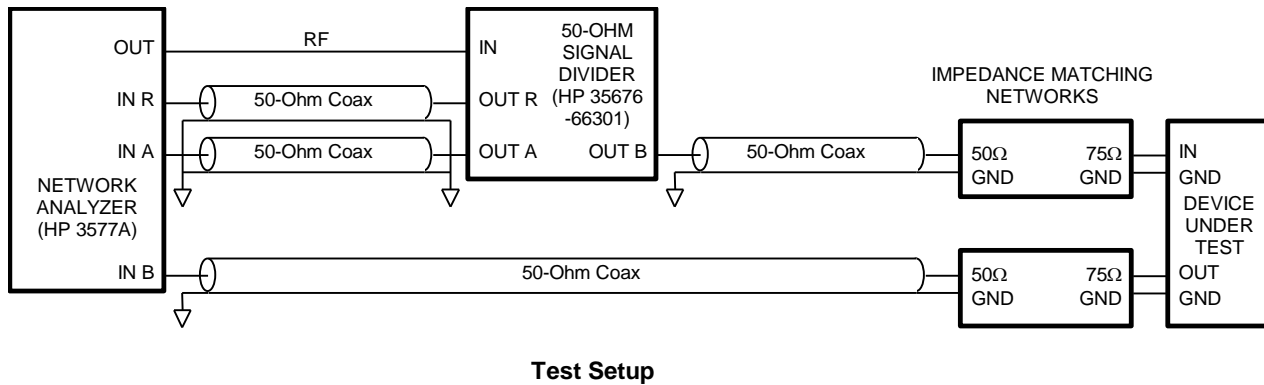 OUT
RF
IN
50-OHM
SIGNAL
DIVIDER
(HP 35676
-66301)
IN R
50-Ohm Coax
OUT R
IN A
50-Ohm Coax
OUT A
OUT B
50-Ohm Coax
NETWORK
ANALYZER
(HP 3577A)
IN B
50-Ohm Coax
IMPEDANCE MATCHING
NETWORKS
50Ω 75Ω
GND GND
50Ω 75Ω
GND GND
IN
GND
DEVICE
UNDER
TEST
OUT
GND
Test Setup